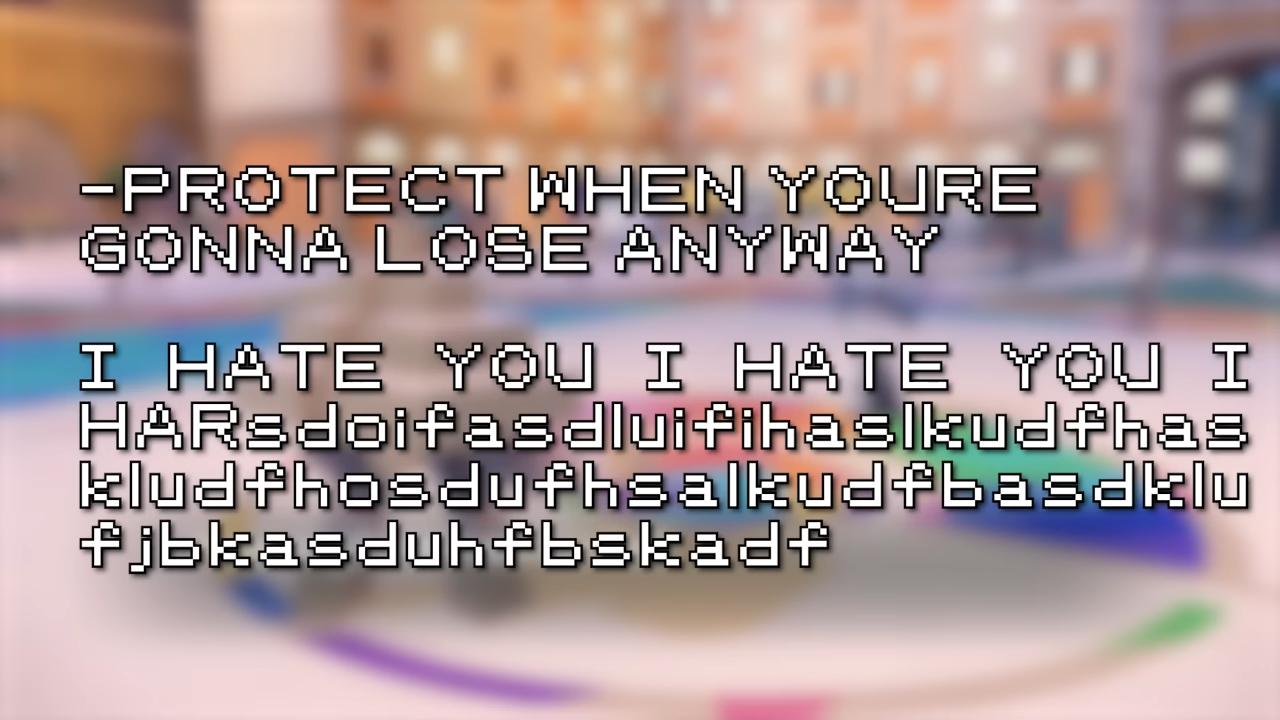 -PROTECT WHEN YOURE
GONNA LOSE ANYWAY
I HATE YOU I HATE YOU I
HARsdoifasdluifihaslkudfhas
kludfhosdufhsalkudfbasdklu
fjbkasduhfbskadf